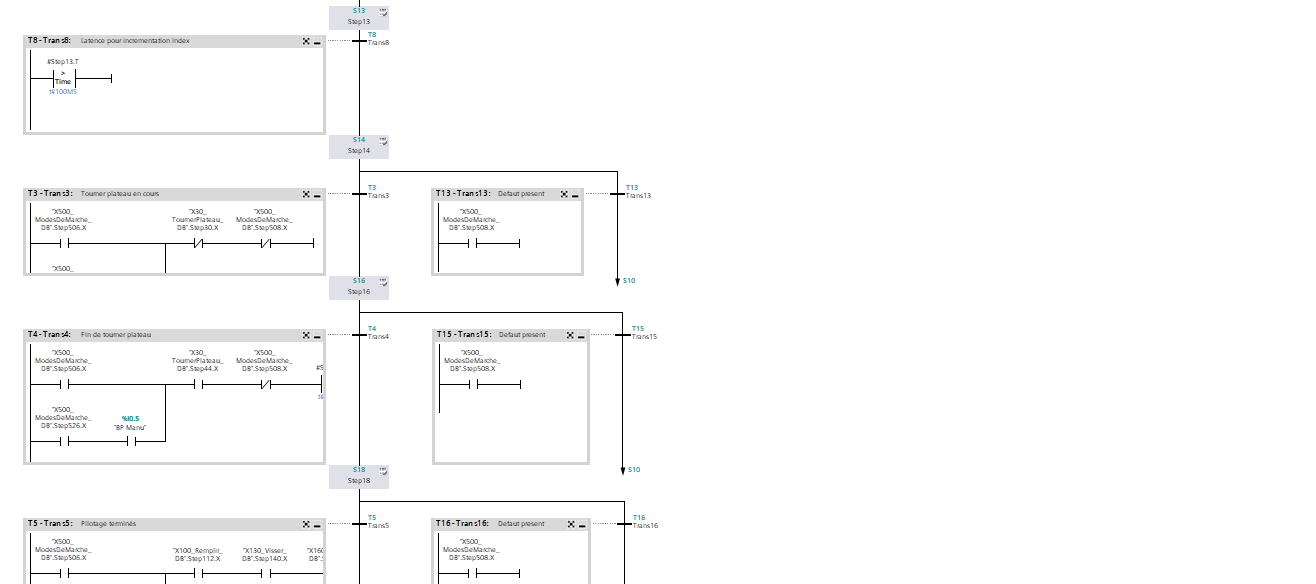 S13
Step13
T8 - Trans8: Latence pour incrementation index
T8
Trans8
#Step13.T
>
Time
t#100MS
S14
Step14
T3 - Trans3: Tourner plateau en cours
T3
Trans3
T13 - Trans13: Defaut present
T13
Trans13
"X500_
ModesDeMarche_
DB".Step506.X
"X30_
TournerPlateau_
DB".Step30.X
"X500_
ModesDeMarche_
DB".Step508.X
"X500_
"X500_
ModesDeMarche_
DB".Step508.X
S10
S16
Step16
T4 - Trans4: Fin de tourner plateau
T4
Trans4
T15 - Trans15: Defaut present
T15
Trans15
"X500_
ModesDeMarche_
DB".Step506.X
"X30_
TournerPlateau_
DB".Step44.X
"X500_
ModesDeMarche_
DB".Step508.X
#S
"X500_
ModesDeMarche_
DB".Step526.X
%I0.5
"BP Manu"
"X500_
ModesDeMarche_
DB".Step508.X
S10
S18
Step18
T5 - Trans5: Pilotage terminés
T5
Trans5
T16 - Trans16: Defaut present
T16
Trans16
"X500_
ModesDeMarche_
DB".Step506.X
"X100_Remplir_
DB".Step112.X
"X130_Visser_
DB".Step140.X
"X160
DB".
"X500_
ModesDeMarche_
DB".Step508.X